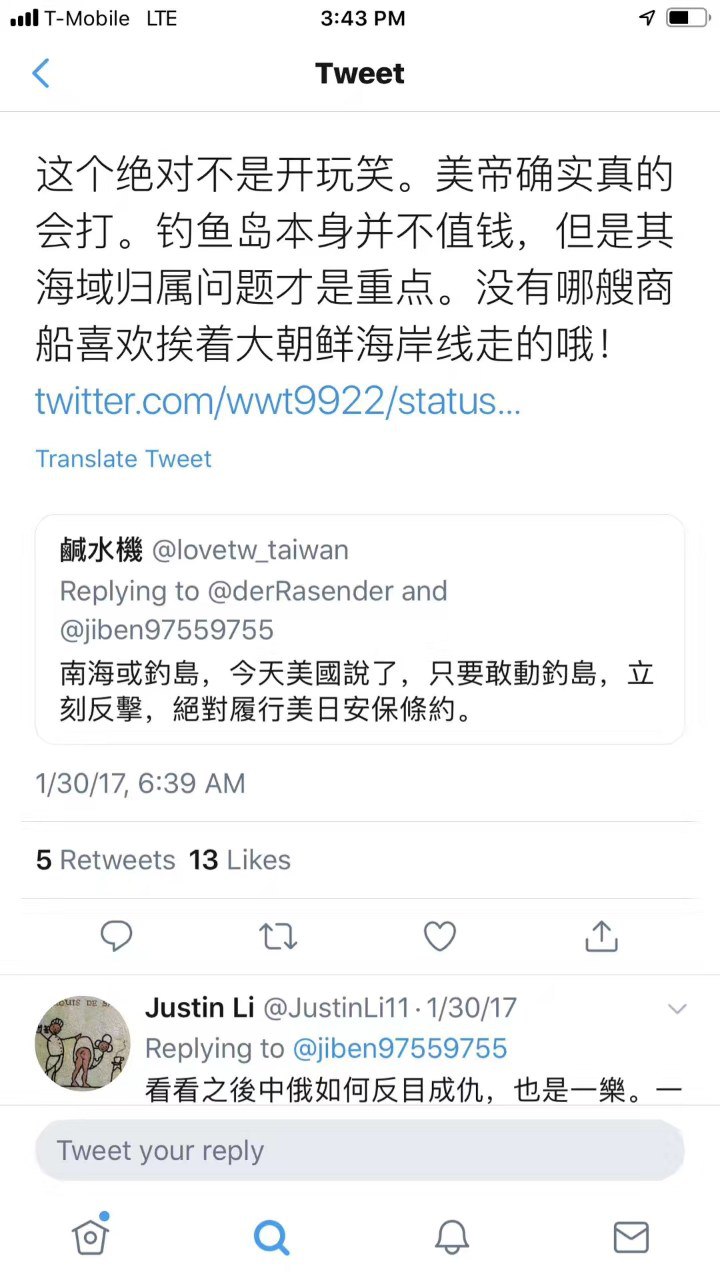 T-Mobile LTE 3:43 PM
Tweet
这个绝对不是开玩笑。美帝确实真的
会打。钓鱼岛本身并不值钱，但是其
海域归属问题才是重点。没有哪艘商
船喜欢挨着大朝鲜海岸线走的哦！
twitter.com/wwt9922/status...
Translate Tweet
鹹水機 @lovetw_taiwan
Replying to @derRasender and
@jiben97559755
南海或釣島，今天美國說了，只要敢動釣島，立
刻反擊，絕對履行美日安保條約。
1/30/17, 6:39 AM
5 Retweets 13 Likes
Justin Li @JustinLi11 · 1/30/17
Replying to @jiben97559755
看看之後中俄如何反目成仇，也是一樂。一
Tweet your reply